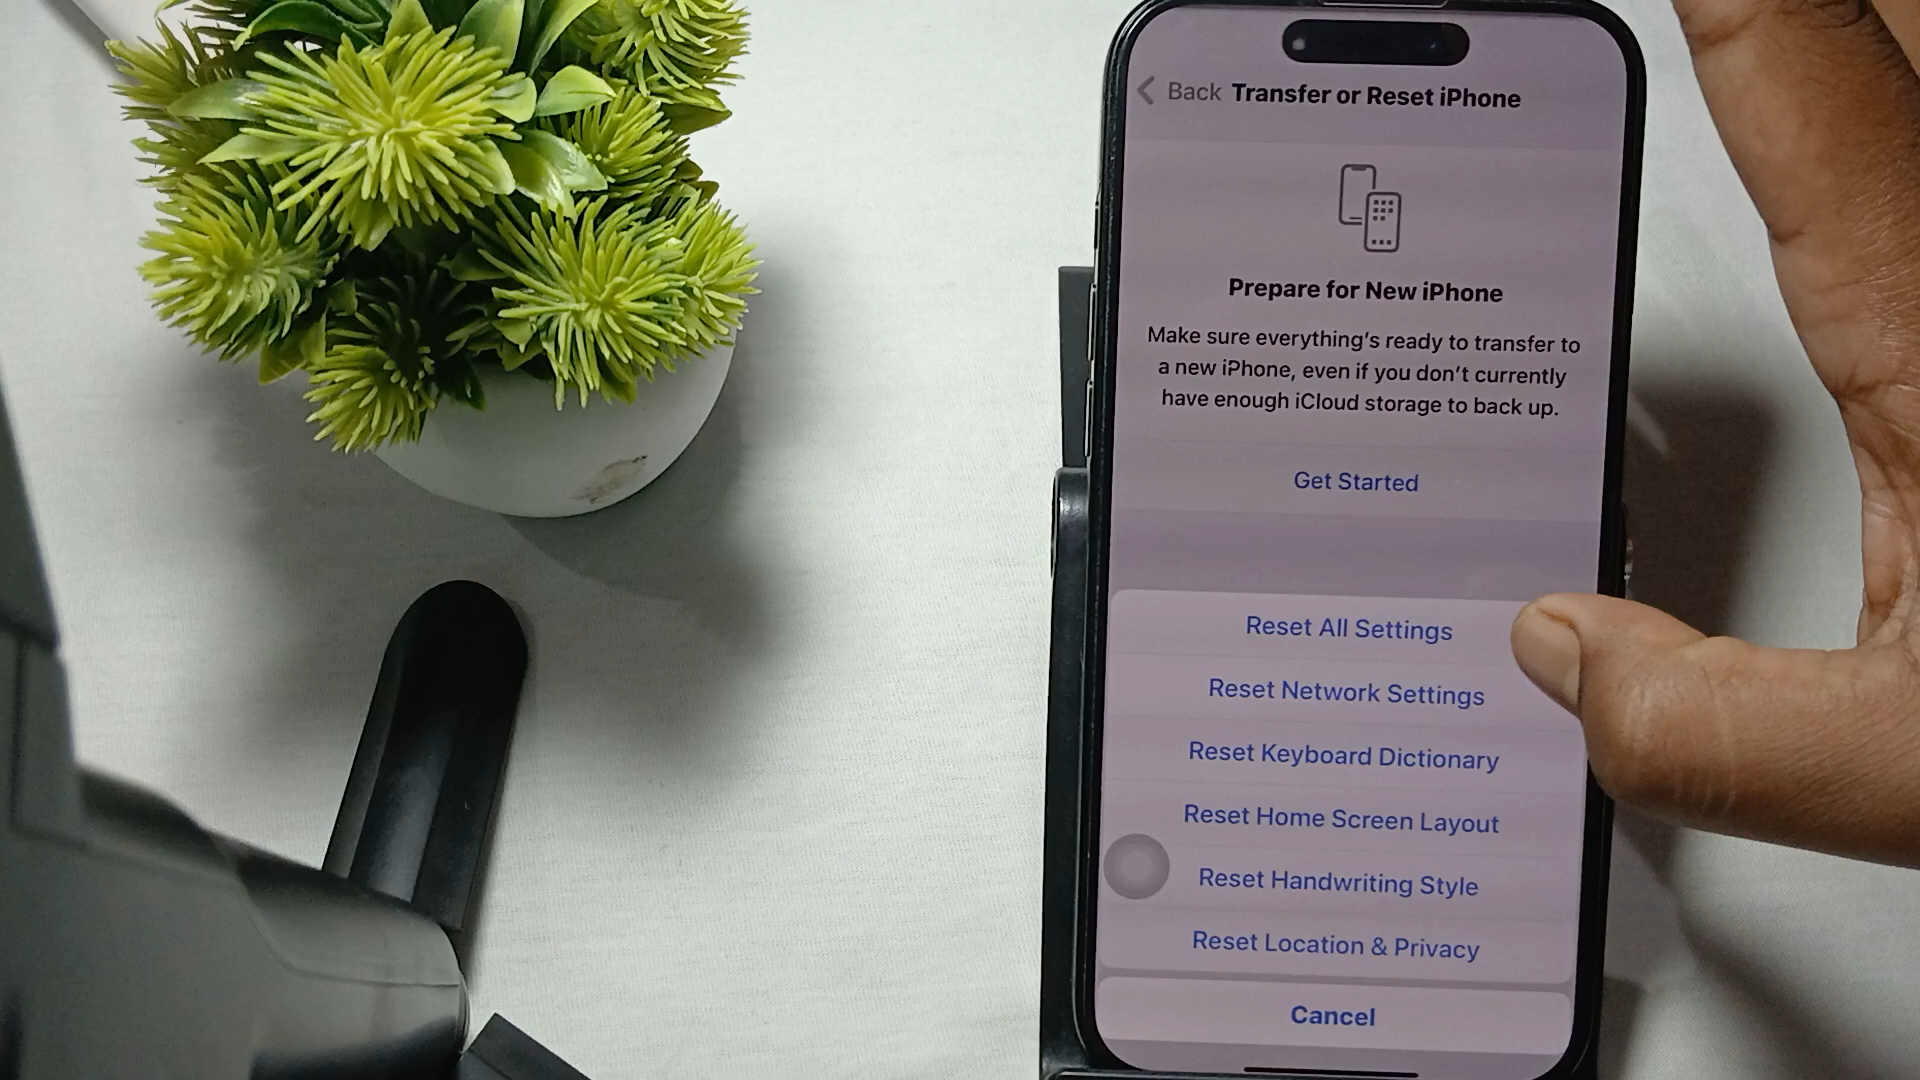 Back Transfer or Reset iPhone
Prepare for New iPhone
Make sure everything’s ready to transfer to
a new iPhone, even if you don’t currently
have enough iCloud storage to back up.
Get Started
Reset All Settings
Reset Network Settings
Reset Keyboard Dictionary
Reset Home Screen Layout
Reset Handwriting Style
Reset Location & Privacy
Cancel